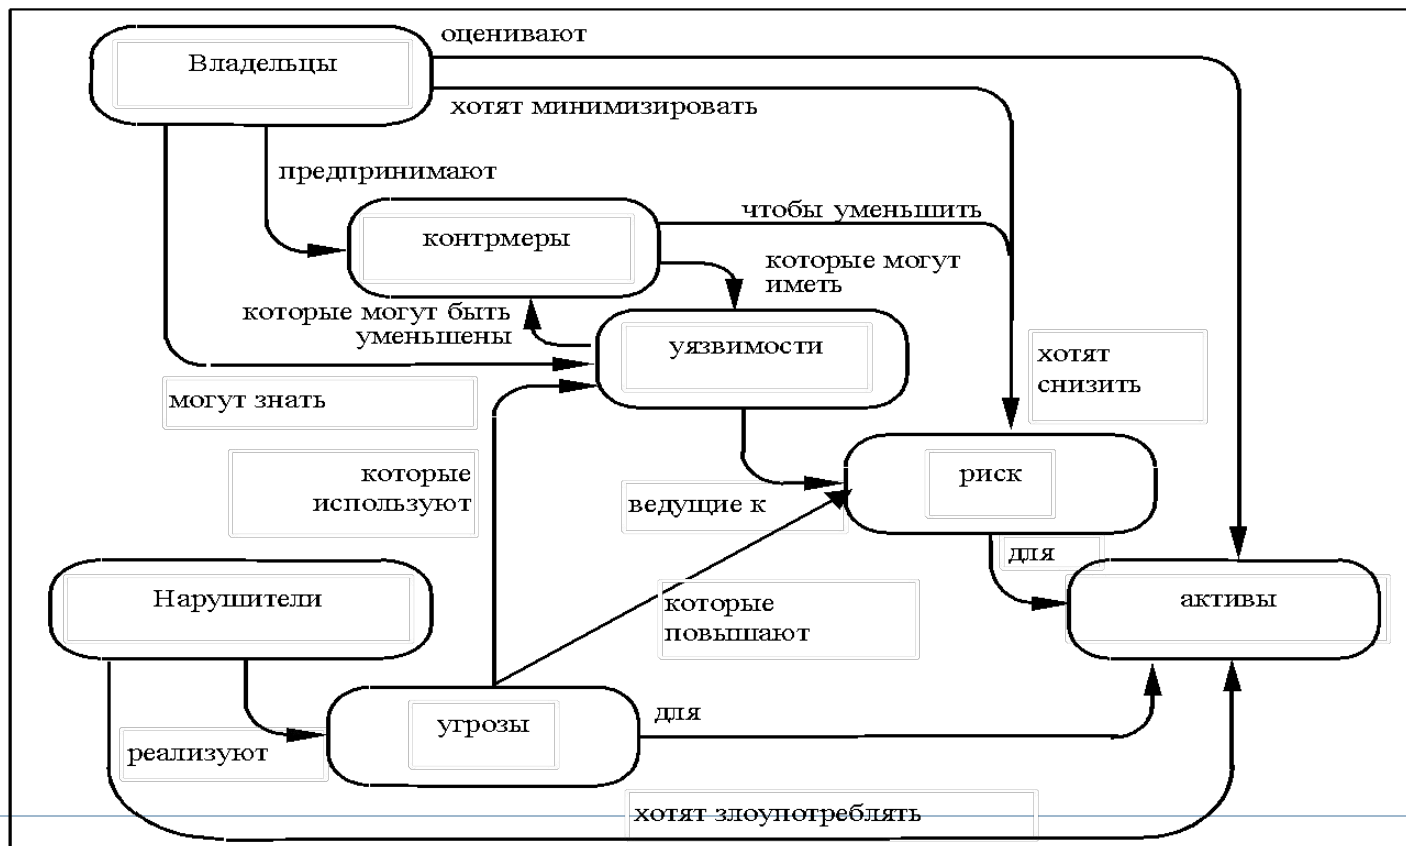 оценивают
Владельцы
хотят минимизировать
предпринимают
чтобы уменьшить
контрмеры
которые могут
иметь
которые могут быть
уменьшены
уязвимости
хотят
снизить
могут знать
которые
используют
риск
ведущие к
для
Нарушители
активы
которые
повышают
угрозы
для
реализуют
хотят злоупотреблять